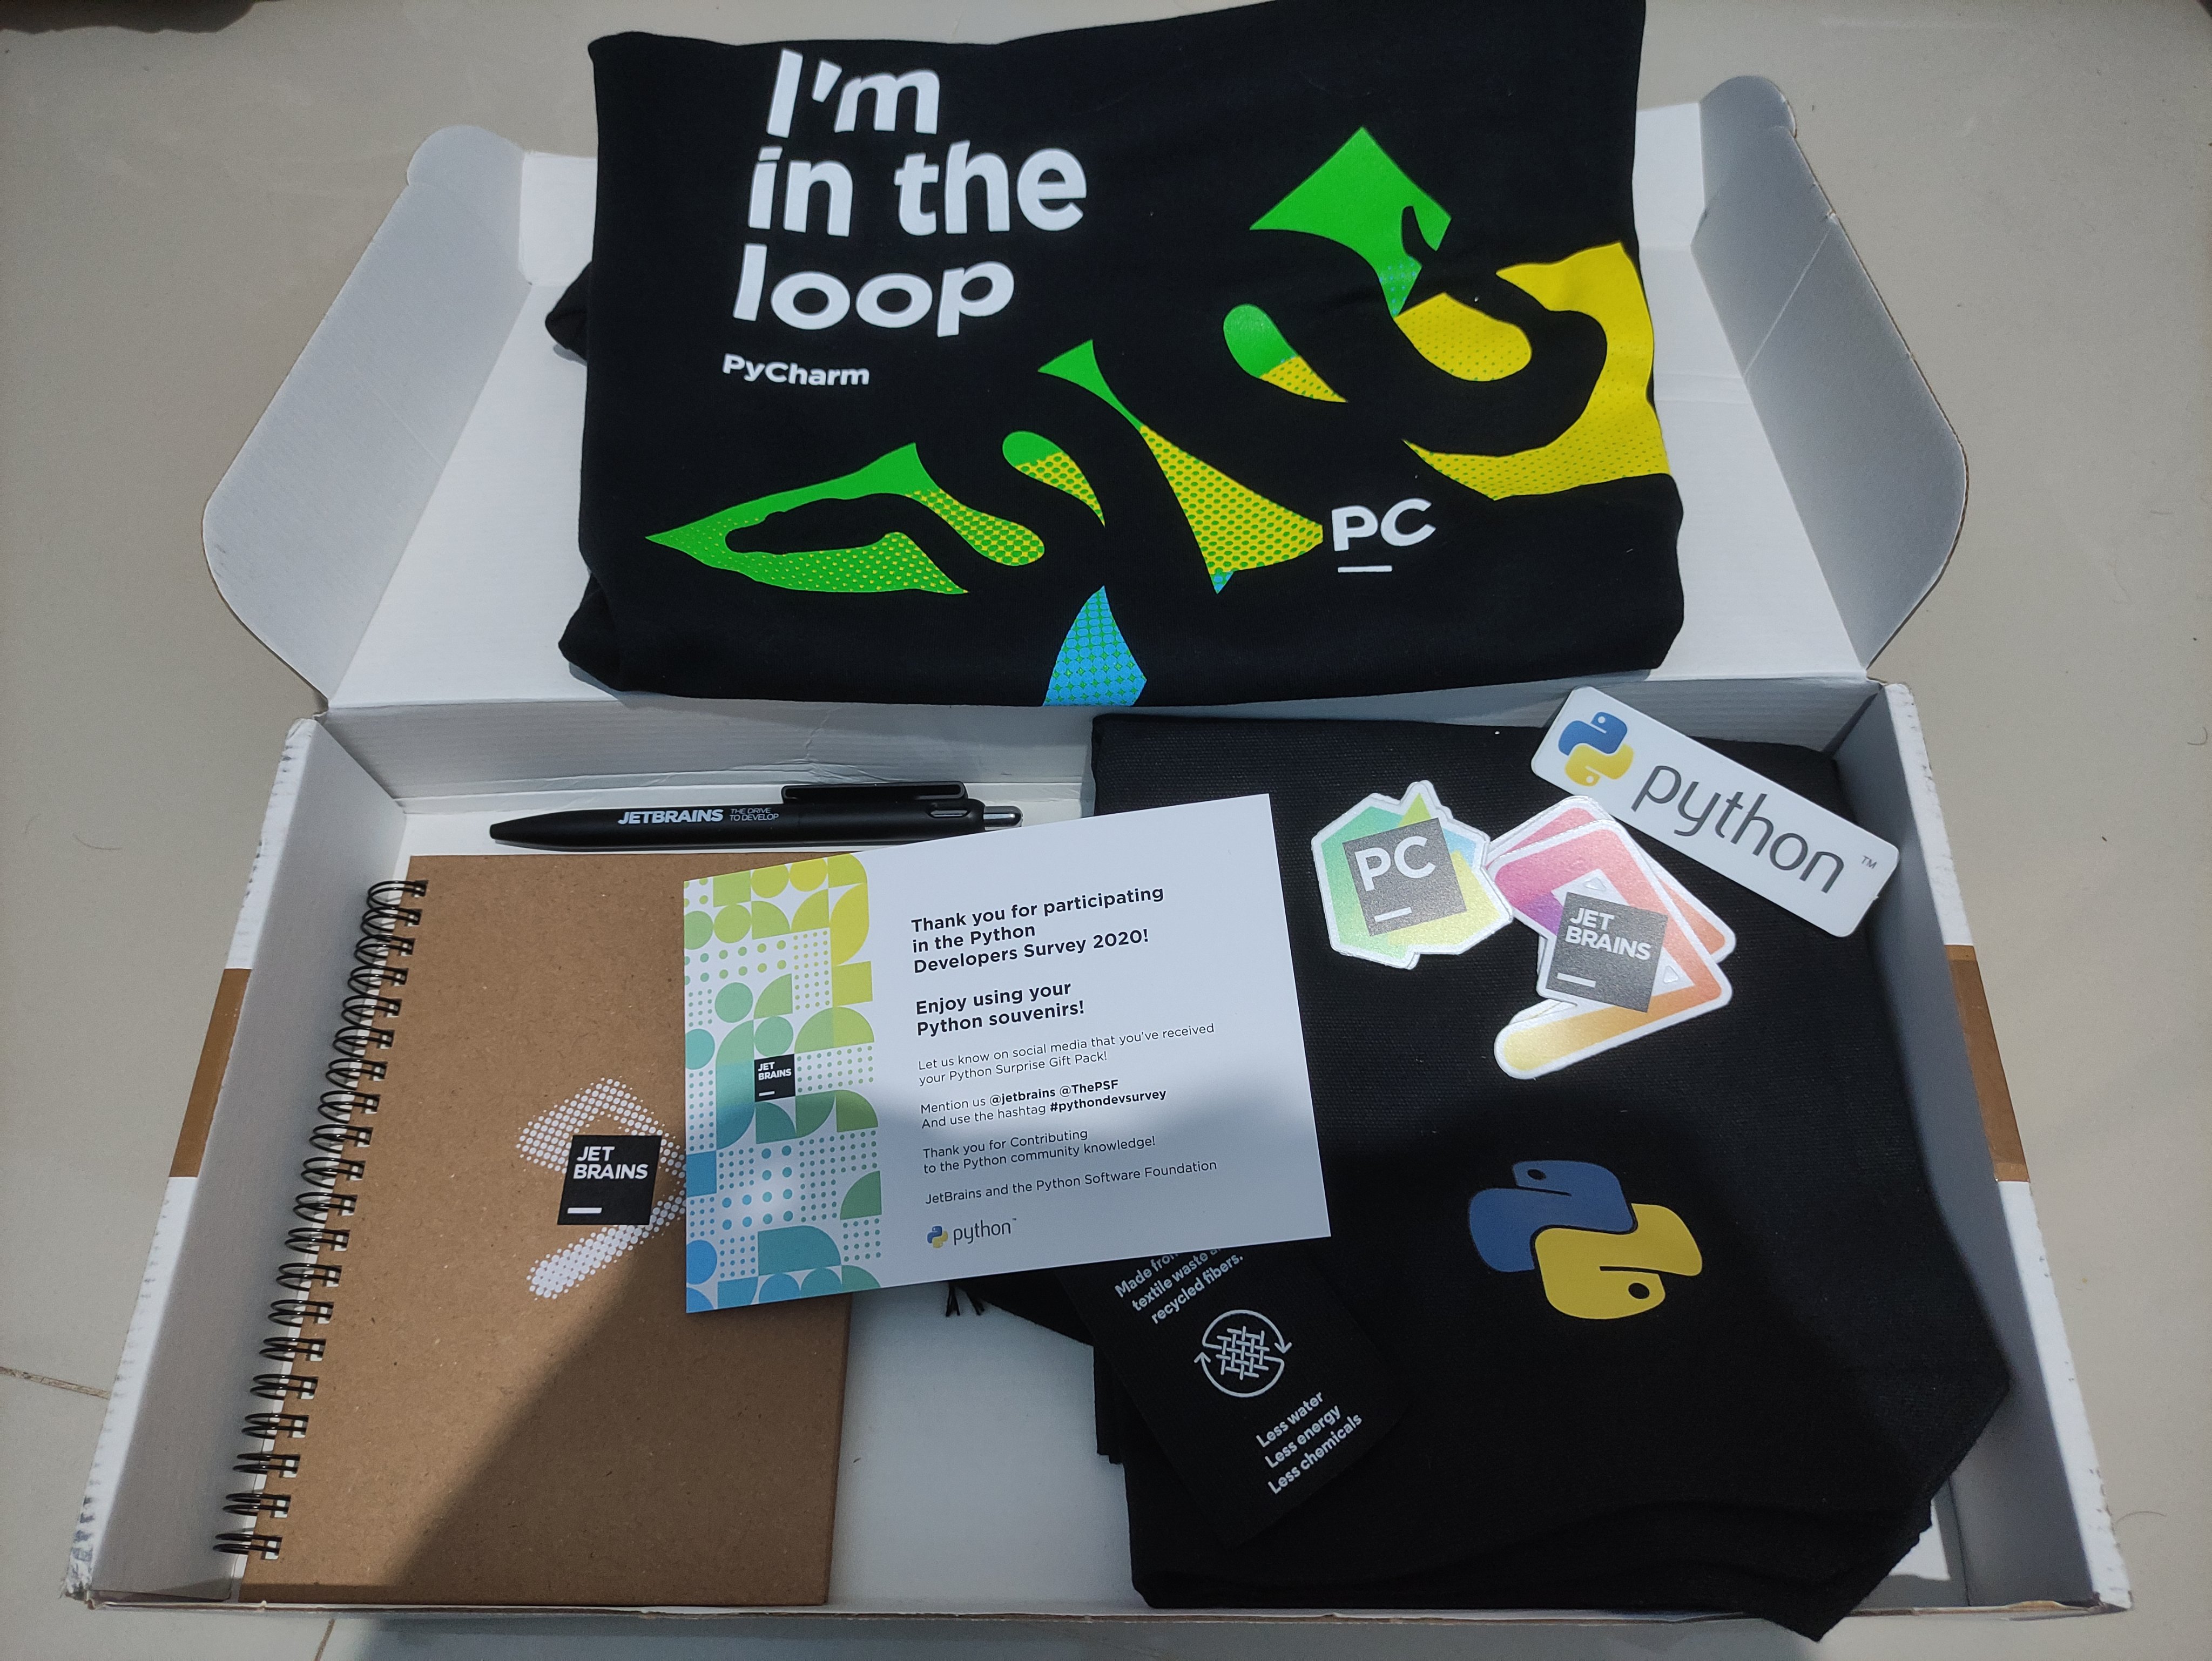 I'm
in the
loop
PyCharm
PC
JETBRAINS THE DRIVE
TO DEVELOP
python ™
PC
JET
BRAINS
Thank you for participating
in the Python
Developers Survey 2020!
Enjoy using your
Python souvenirs!
Let us know on social media that you've received
your Python Surprise Gift Pack!
Mention us @jetbrains @ThePSF
And use the hashtag #pythondevsurvey
Thank you for Contributing
to the Python community knowledge!
JetBrains and the Python Software Foundation
python™
JET
BRAINS
JET
BRAINS
Made from
textile waste
recycled fibers.
Less water
Less energy
Less chemicals